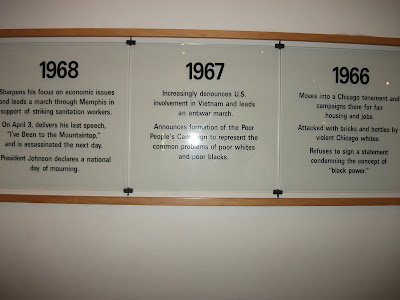 1968
Sharpens his focus on economic issues
and leads a march through Memphis in
support of striking sanitation workers.
On April 3, delivers his last speech,
"I've Been to the Mountaintop,"
and is assassinated the next day.
President Johnson declares a national
day of mourning.
1967
Increasingly denounces U.S.
involvement in Vietnam and leads
an antiwar march.
Announces formation of the Poor
People's Campaign to represent the
common problems of poor whites
and poor blacks.
1966
Moves into a Chicago tenement and
campaigns there for fair
housing and jobs.
Attacked with bricks and bottles by
violent Chicago whites.
Refuses to sign a statement
condemning the concept of
"black power."